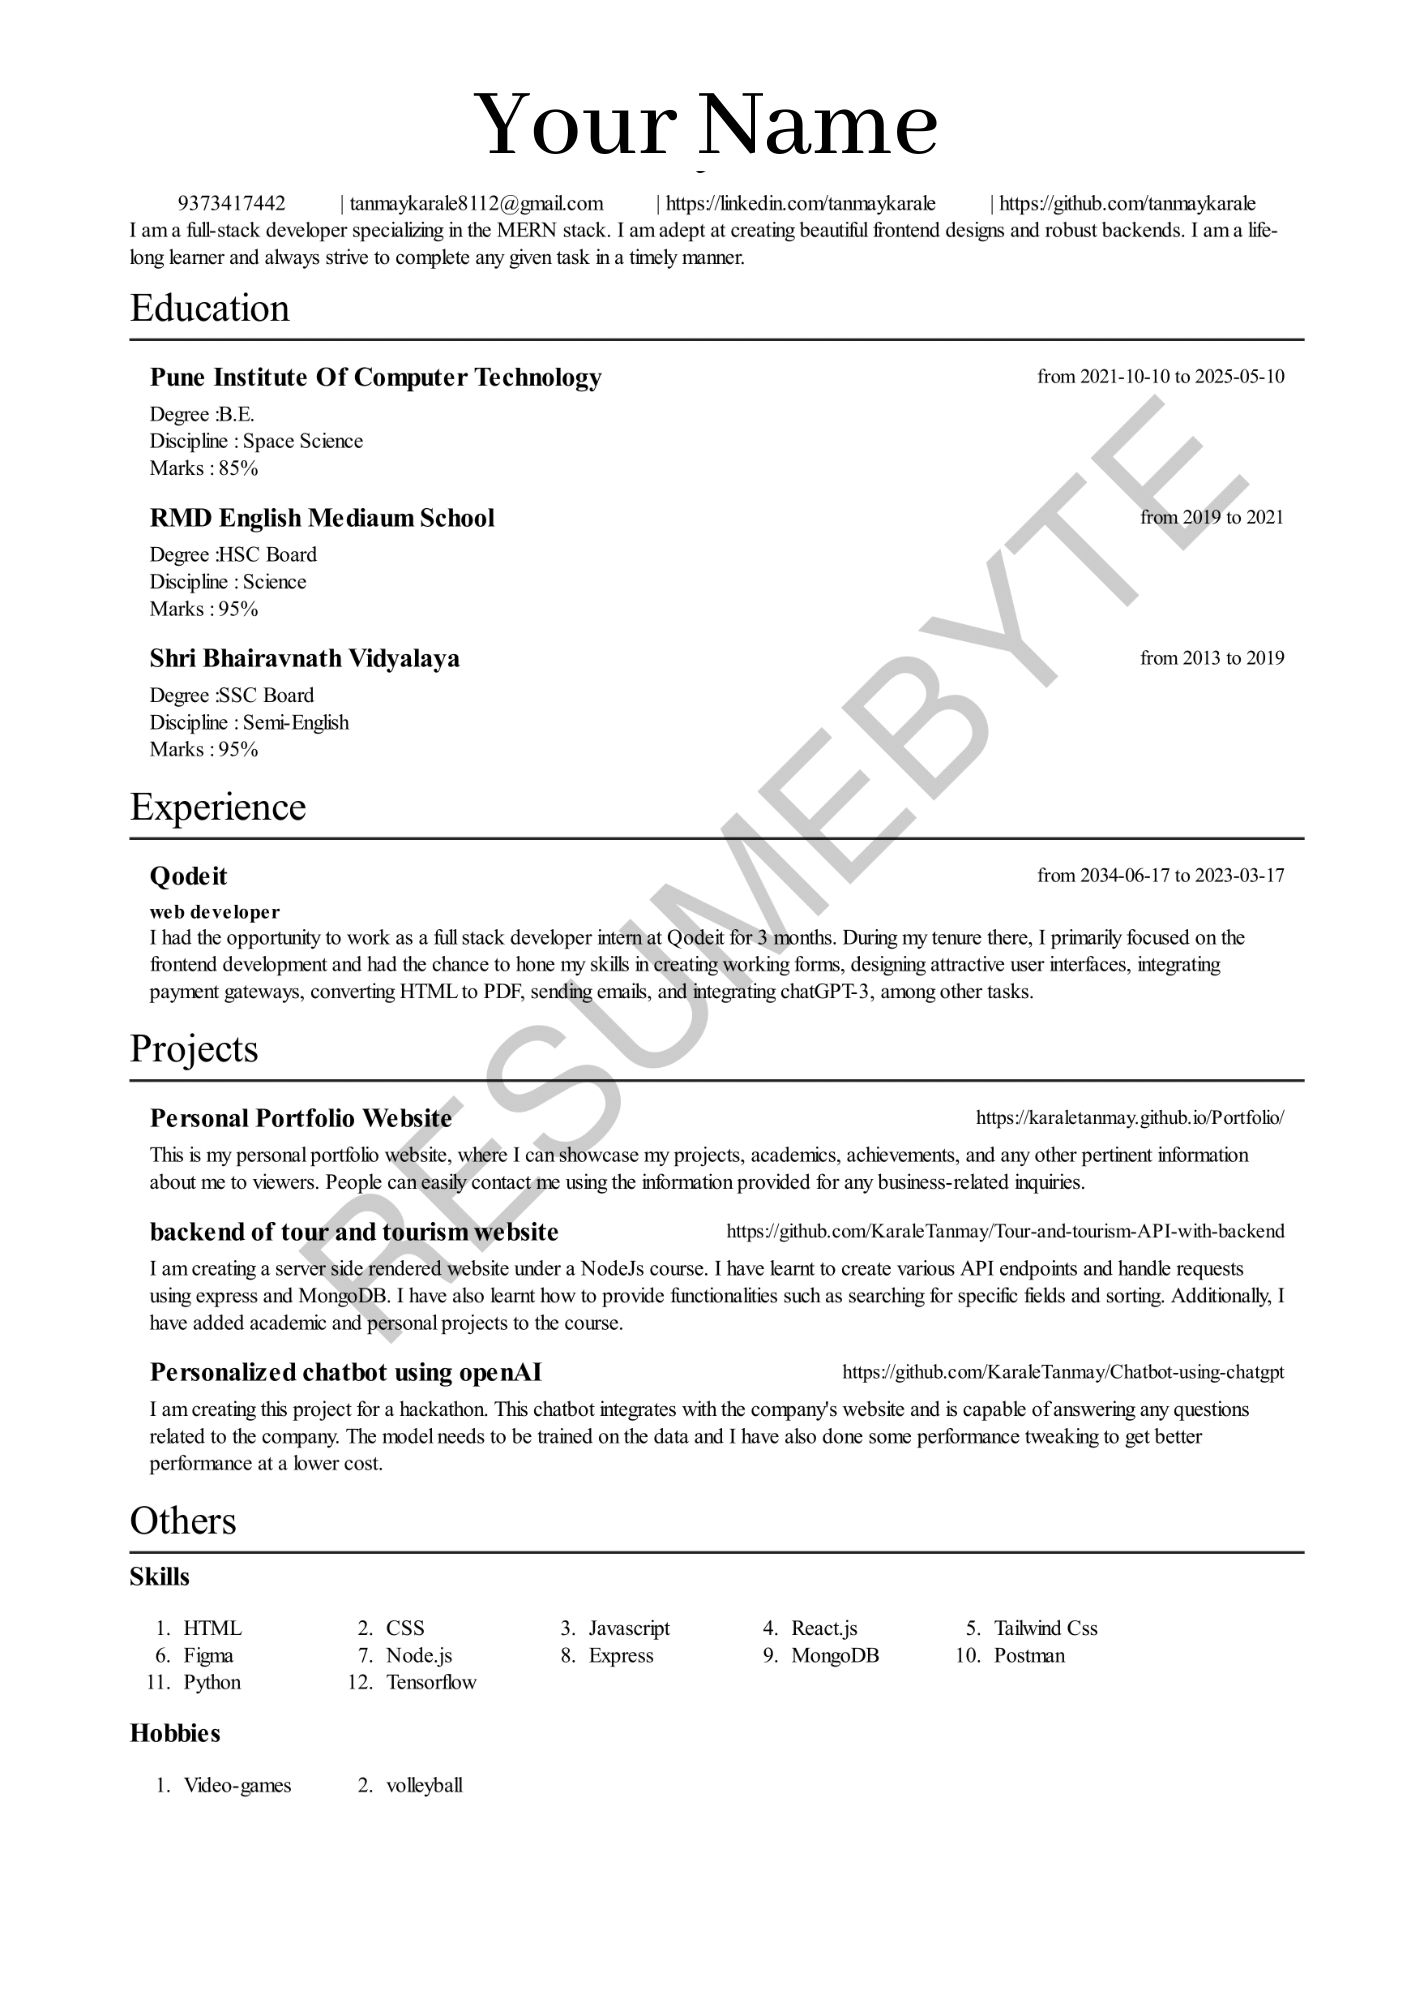 Your Name
9373417442 | tanmaykarale8112@gmail.com | https://linkedin.com/tanmaykarale | https://github.com/tanmaykarale
I am a full-stack developer specializing in the MERN stack. I am adept at creating beautiful frontend designs and robust backends. I am a life-
long learner and always strive to complete any given task in a timely manner.
Education
Pune Institute Of Computer Technology from 2021-10-10 to 2025-05-10
Degree :B.E.
Discipline : Space Science
Marks : 85%
RMD English Mediaum School from 2019 to 2021
Degree :HSC Board
Discipline : Science
Marks : 95%
Shri Bhairavnath Vidyalaya from 2013 to 2019
Degree :SSC Board
Discipline : Semi-English
Marks : 95%
Experience
Qodeit from 2034-06-17 to 2023-03-17
web developer
I had the opportunity to work as a full stack developer intern at Qodeit for 3 months. During my tenure there, I primarily focused on the
frontend development and had the chance to hone my skills in creating working forms, designing attractive user interfaces, integrating
payment gateways, converting HTML to PDF, sending emails, and integrating chatGPT-3, among other tasks.
Projects
Personal Portfolio Website https://karaletanmay.github.io/Portfolio/
This is my personal portfolio website, where I can showcase my projects, academics, achievements, and any other pertinent information
about me to viewers. People can easily contact me using the information provided for any business-related inquiries.
backend of tour and tourism website https://github.com/KaraleTanmay/Tour-and-tourism-API-with-backend
I am creating a server side rendered website under a NodeJs course. I have learnt to create various API endpoints and handle requests
using express and MongoDB. I have also learnt how to provide functionalities such as searching for specific fields and sorting. Additionally, I
have added academic and personal projects to the course.
Personalized chatbot using openAI https://github.com/KaraleTanmay/Chatbot-using-chatgpt
I am creating this project for a hackathon. This chatbot integrates with the company's website and is capable of answering any questions
related to the company. The model needs to be trained on the data and I have also done some performance tweaking to get better
performance at a lower cost.
Others
Skills
1. HTML 2. CSS 3. Javascript 4. React.js 5. Tailwind Css
6. Figma 7. Node.js 8. Express 9. MongoDB 10. Postman
11. Python 12. Tensorflow
Hobbies
1. Video-games 2. volleyball
RESUMEBYTE